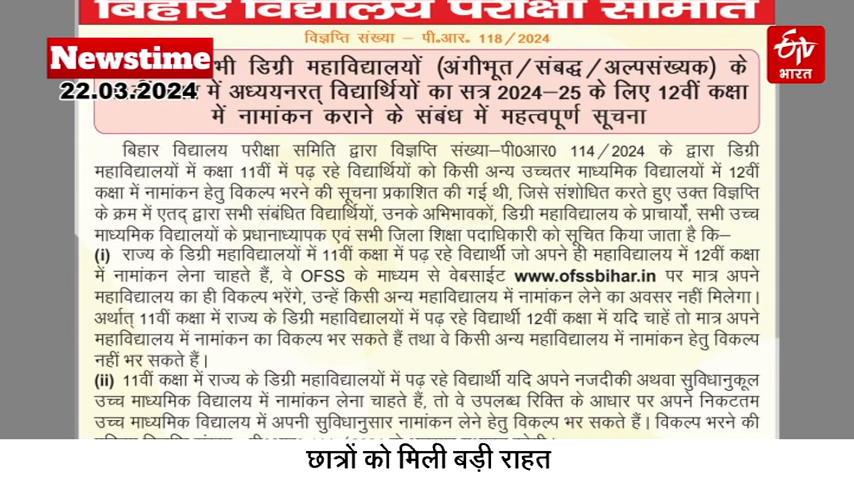 बिहार विद्यालय परीक्षा समिति
विज्ञप्ति संख्या – पी.आर. 118/2024
Newstime
22.03.2024
ETV
भारत
भी डिग्री महाविद्यालयों (अंगीभूत/संबद्ध/अल्पसंख्यक) के
में अध्ययनरत् विद्यार्थियों का सत्र 2024–25 के लिए 12वीं कक्षा
में नामांकन कराने के संबंध में महत्वपूर्ण सूचना
बिहार विद्यालय परीक्षा समिति द्वारा विज्ञप्ति संख्या–पी0आर0 114/2024 के द्वारा डिग्री
महाविद्यालयों में कक्षा 11वीं में पढ़ रहे विद्यार्थियों को किसी अन्य उच्चतर माध्यमिक विद्यालयों में 12वीं
कक्षा में नामांकन हेतु विकल्प भरने की सूचना प्रकाशित की गई थी, जिसे संशोधित करते हुए उक्त विज्ञप्ति
के क्रम में एतद् द्वारा सभी संबंधित विद्यार्थियों, उनके अभिभावकों, डिग्री महाविद्यालय के प्राचार्यों, सभी उच्च
माध्यमिक विद्यालयों के प्रधानाध्यापक एवं सभी जिला शिक्षा पदाधिकारी को सूचित किया जाता है कि–
(i) राज्य के डिग्री महाविद्यालयों में 11वीं कक्षा में पढ़ रहे विद्यार्थी जो अपने ही महाविद्यालय में 12वीं कक्षा
में नामांकन लेना चाहते हैं, वे OFSS के माध्यम से वेबसाईट www.ofssbihar.in पर मात्र अपने
महाविद्यालय का ही विकल्प भरेंगे, उन्हें किसी अन्य महाविद्यालय में नामांकन लेने का अवसर नहीं मिलेगा।
अर्थात् 11वीं कक्षा में राज्य के डिग्री महाविद्यालयों में पढ़ रहे विद्यार्थी 12वीं कक्षा में यदि चाहें तो मात्र अपने
महाविद्यालय में नामांकन का विकल्प भर सकते हैं तथा वे किसी अन्य महाविद्यालय में नामांकन हेतु विकल्प
नहीं भर सकते हैं।
(ii) 11वीं कक्षा में राज्य के डिग्री महाविद्यालयों में पढ़ रहे विद्यार्थी यदि अपने नजदीकी अथवा सुविधानुकूल
उच्च माध्यमिक विद्यालय में नामांकन लेना चाहते हैं, तो वे उपलब्ध रिक्ति के आधार पर अपने निकटतम
उच्च माध्यमिक विद्यालय में अपनी सुविधानुसार नामांकन लेने हेतु विकल्प भर सकते हैं। विकल्प भरने की
छात्रों को मिली बड़ी राहत